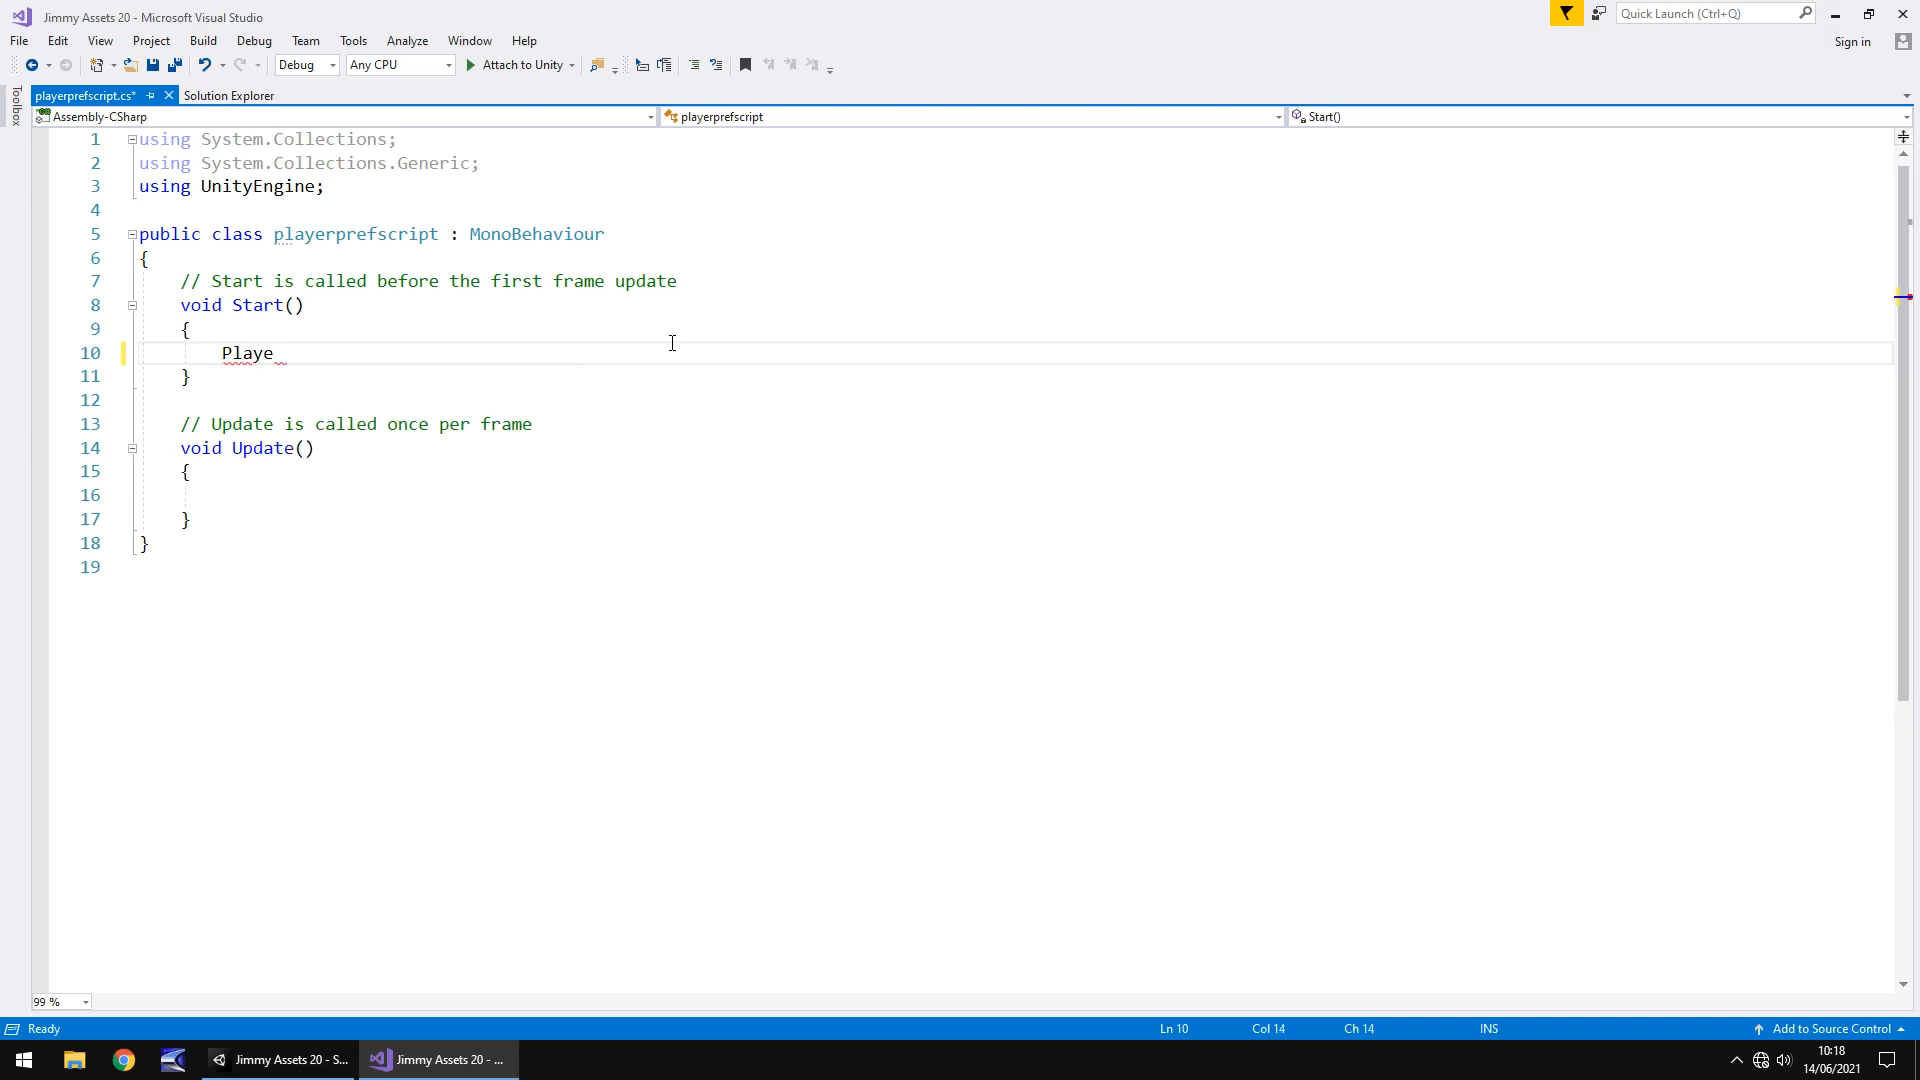 Jimmy Assets 20 - Microsoft Visual Studio
Quick Launch (Ctrl+Q)
File Edit View Project Build Debug Team Tools Analyze Window Help
Sign in
Debug Any CPU Attach to Unity
Toolbox
playerprefscript.cs* Solution Explorer
Assembly-CSharp playerprefscript Start()
1 using System.Collections;
2 using System.Collections.Generic;
3 using UnityEngine;
4
5 public class playerprefscript : MonoBehaviour
6 {
7 // Start is called before the first frame update
8 void Start()
9 {
10 Playe
11 }
12
13 // Update is called once per frame
14 void Update()
15 {
16
17 }
18 }
19
99 %
Ready Ln 10 Col 14 Ch 14 INS Add to Source Control
Jimmy Assets 20 - S... Jimmy Assets 20 - ...
10:18
14/06/2021